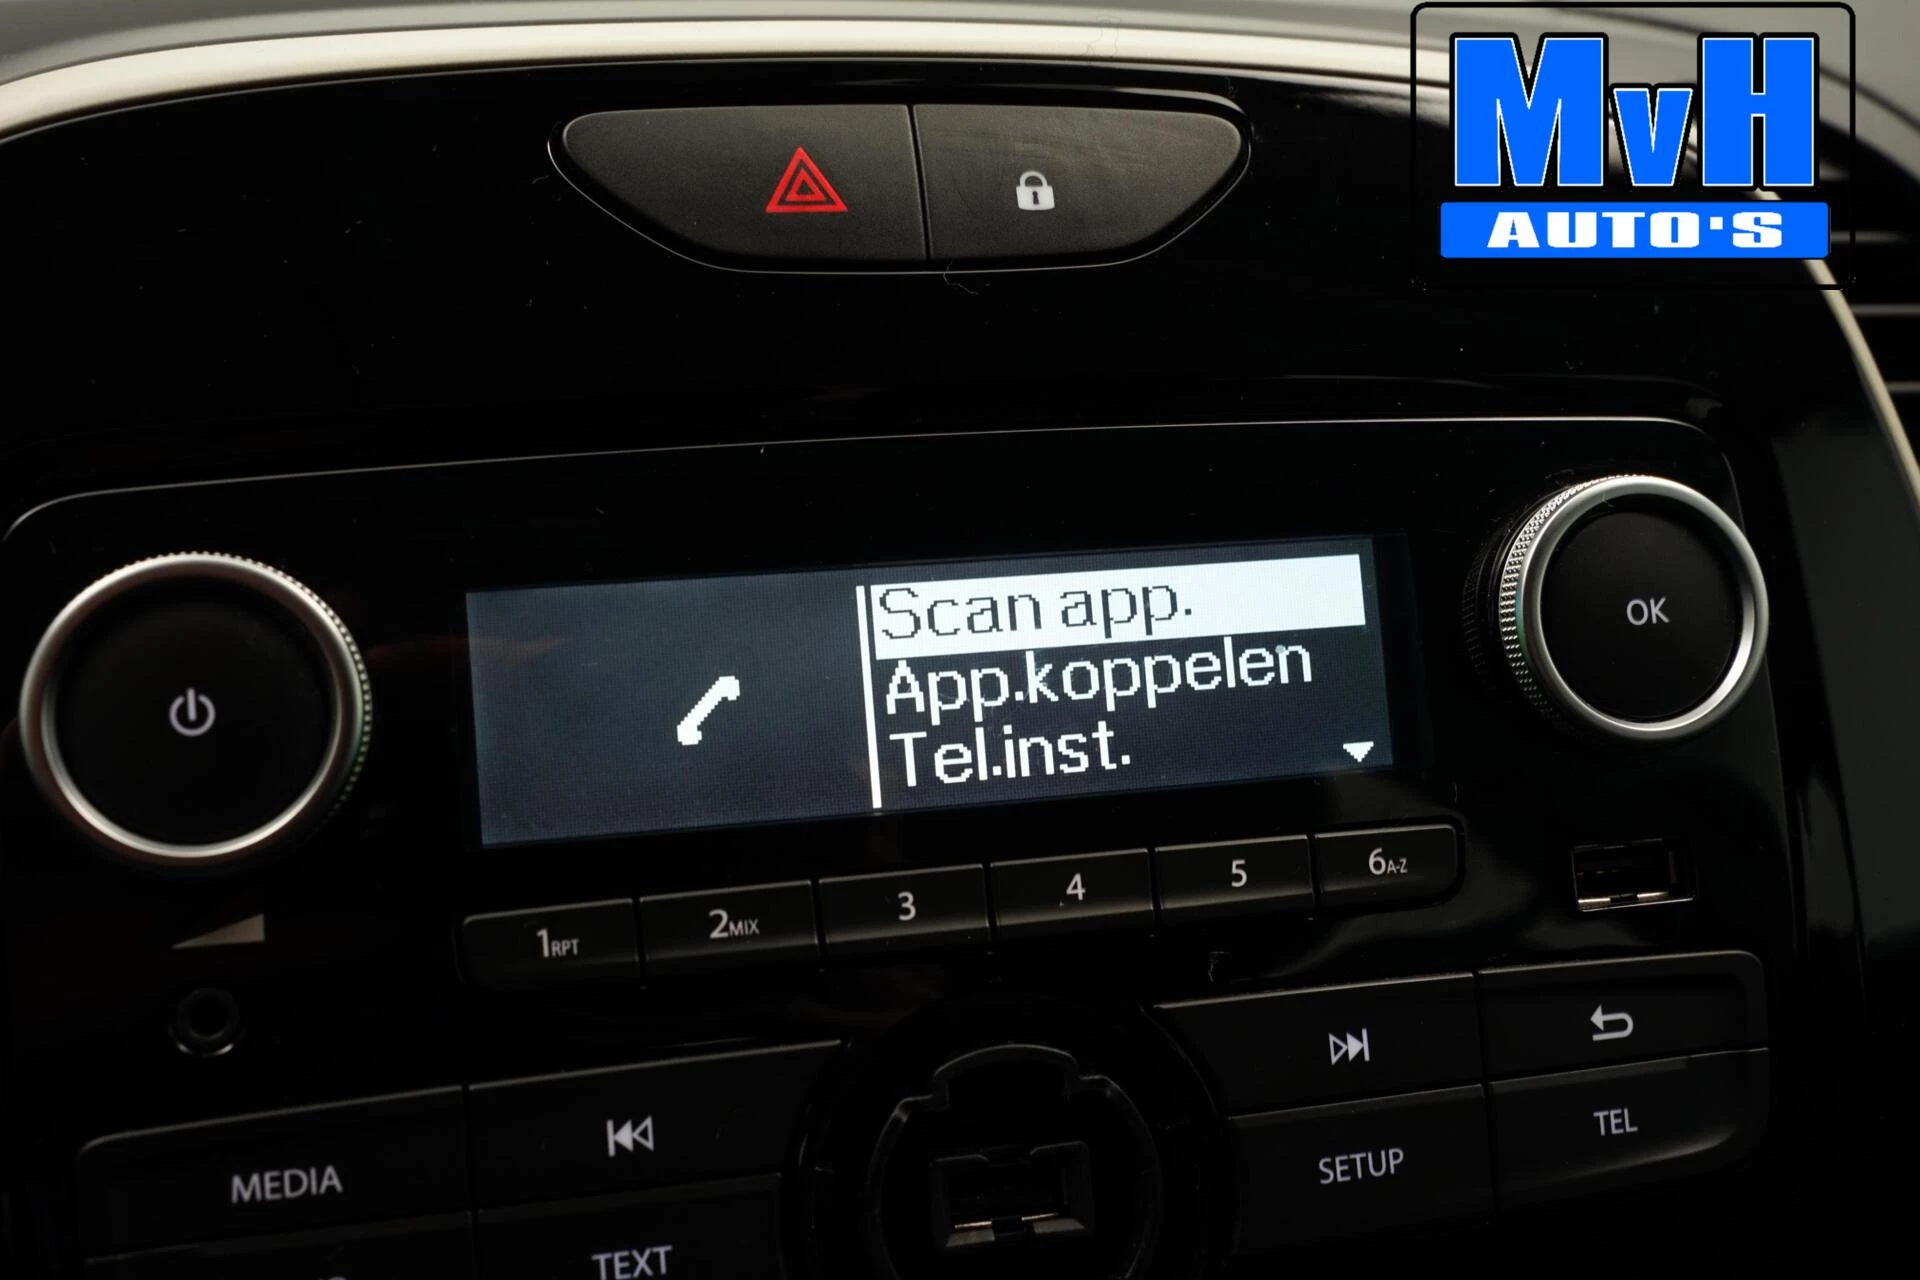 MvH
AUTO'S
Scan app.
App.koppelen
Tel.inst.
OK
1RPT
2MIX
3
4
5
6A-Z
MEDIA
TEXT
SETUP
TEL